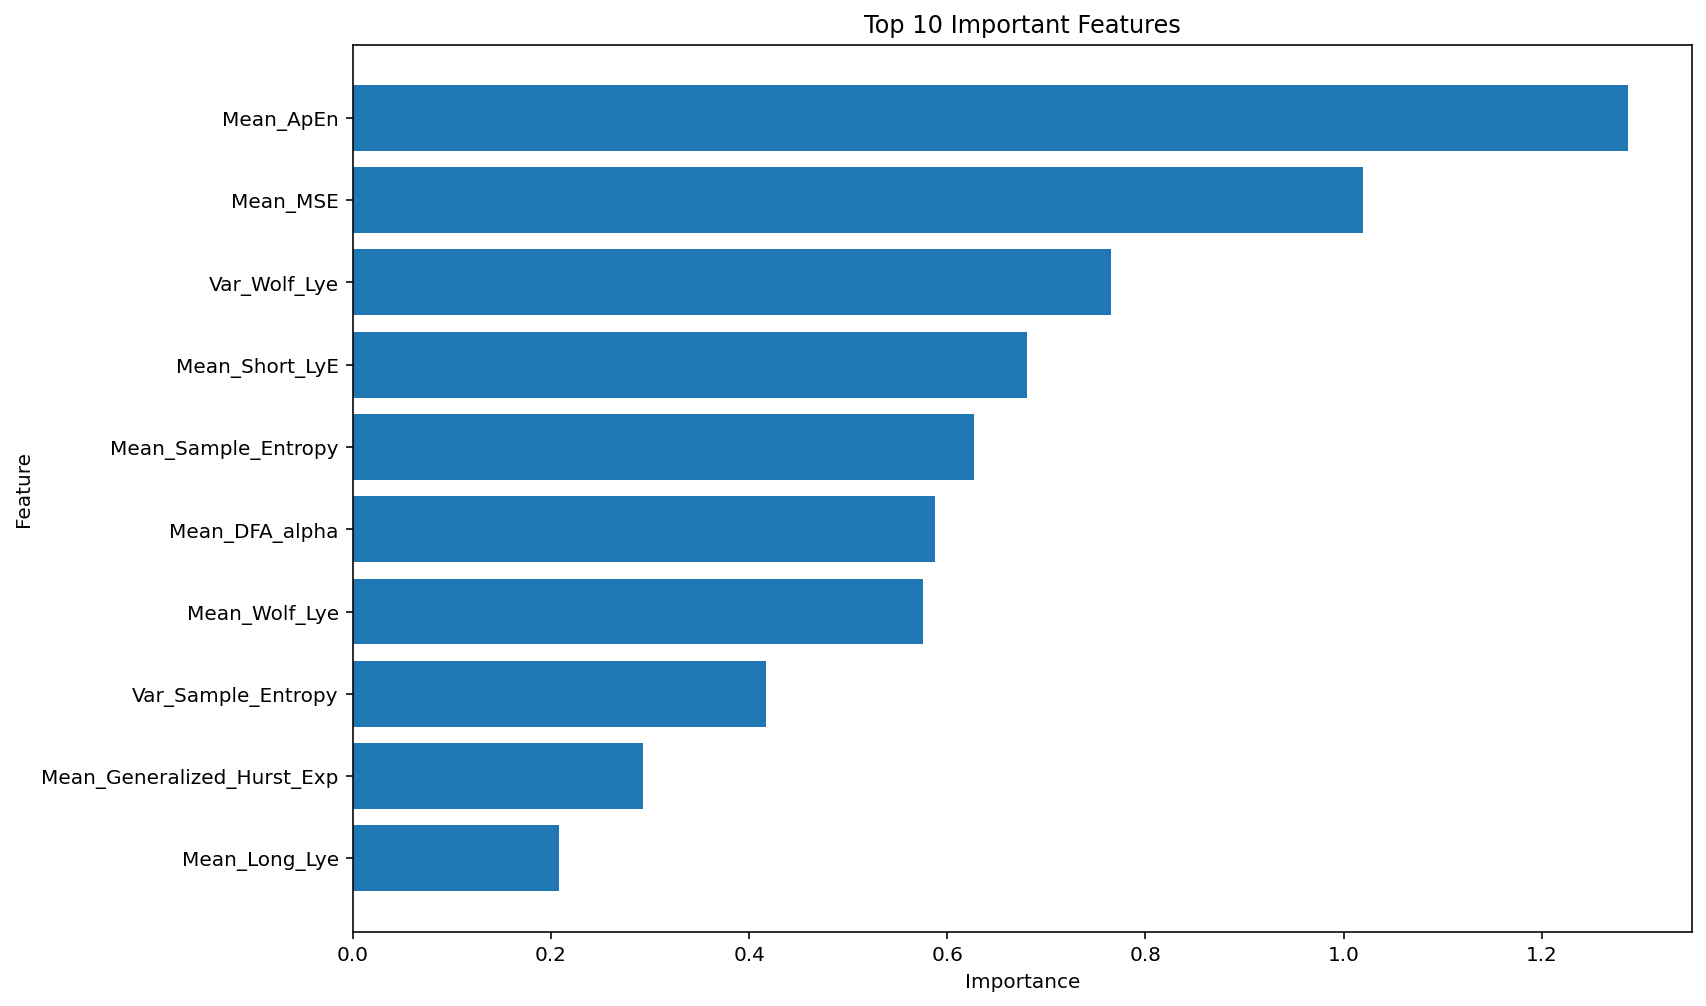 Top 10 Important Features
Feature
Mean_ApEn
Mean_MSE
Var_Wolf_Lye
Mean_Short_LyE
Mean_Sample_Entropy
Mean_DFA_alpha
Mean_Wolf_Lye
Var_Sample_Entropy
Mean_Generalized_Hurst_Exp
Mean_Long_Lye
0.0 0.2 0.4 0.6 0.8 1.0 1.2
Importance